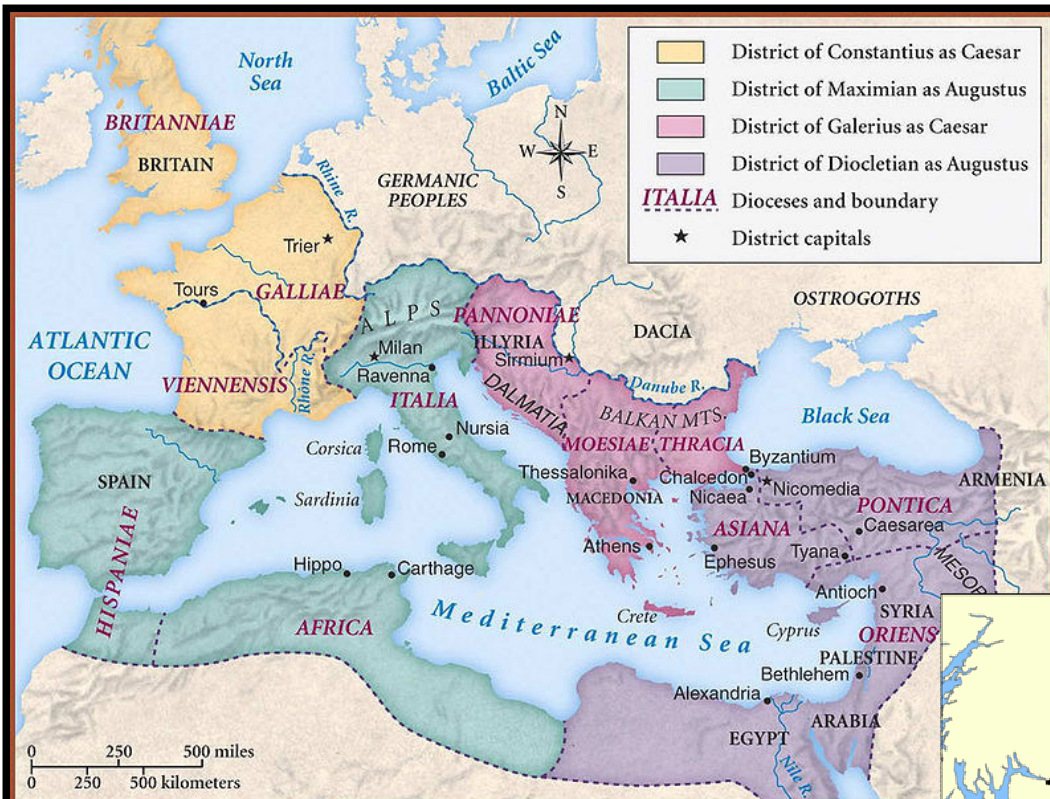 North
Sea
Baltic Sea
District of Constantius as Caesar
District of Maximian as Augustus
District of Galerius as Caesar
District of Diocletian as Augustus
ITALIA Dioceses and boundary
District capitals
N
W E
S
BRITANNIAE
BRITAIN
Rhine R.
GERMANIC
PEOPLES
Trier
Tours
GALLIAE
ATLANTIC
OCEAN
VIENNENSIS
Rhône R.
ALPS
Milan
Ravenna
ITALIA
PANNONIAE
ILLYRIA
Sirmium
DACIA
OSTROGOTHS
DALMATIA
Danube R.
BALKAN MTS.
Black Sea
MOESIAE THRACIA
Nursia
Rome
Corsica
Sardinia
Thessalonika
MACEDONIA
Byzantium
Chalcedon
Nicaea
Nicomedia
ARMENIA
PONTICA
Caesarea
ASIANA
Athens
Ephesus
Tyana
MESOP
SPAIN
HISPANIAE
Hippo
Carthage
AFRICA
Mediterranean Sea
Crete
Cyprus
Antioch
SYRIA
ORIENS
PALESTINE
Bethlehem
Alexandria
ARABIA
EGYPT
Nile R.
0 250 500 miles
0 250 500 kilometers